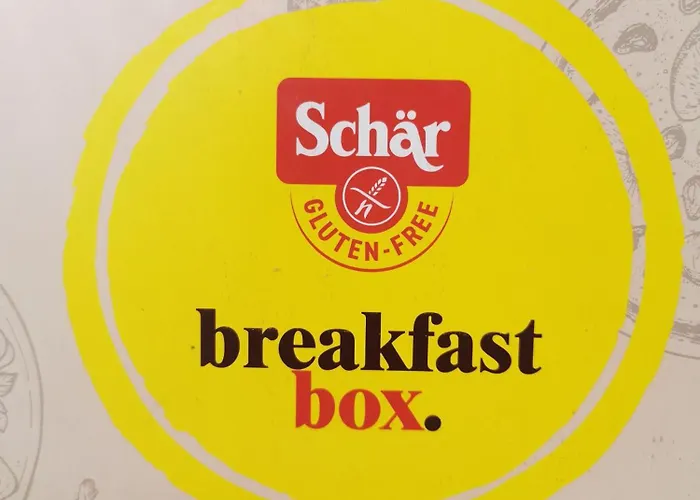 Schär
GLUTEN-FREE
breakfast
box.